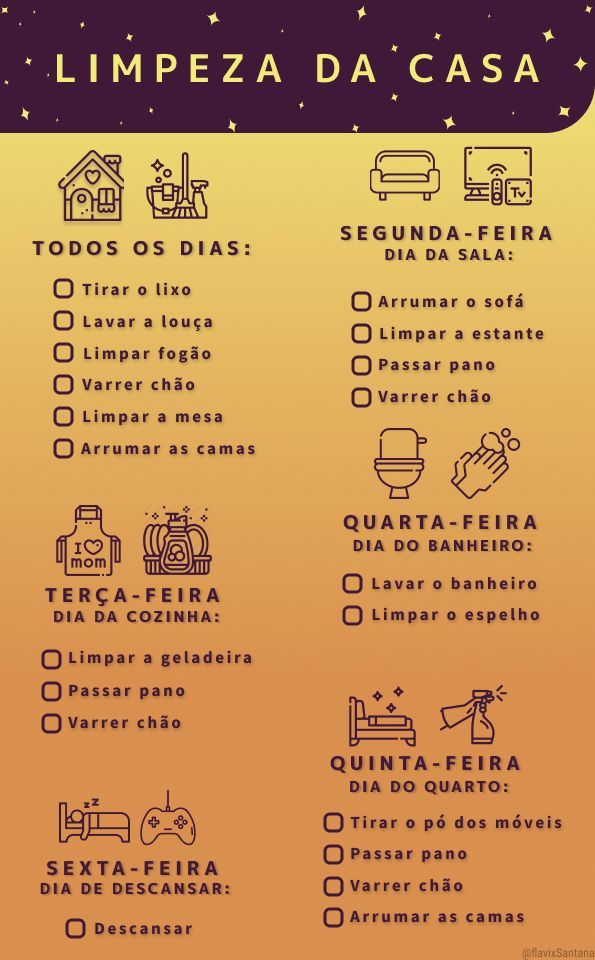 LIMPEZA DA CASA
TODOS OS DIAS:
Tirar o lixo
Lavar a louça
Limpar fogão
Varrer chão
Limpar a mesa
Arrumar as camas
Tv
SEGUNDA-FEIRA
DIA DA SALA:
Arrumar o sofá
Limpar a estante
Passar pano
Varrer chão
I
mom
TERÇA-FEIRA
DIA DA COZINHA:
Limpar a geladeira
Passar pano
Varrer chão
QUARTA-FEIRA
DIA DO BANHEIRO:
Lavar o banheiro
Limpar o espelho
QUINTA-FEIRA
DIA DO QUARTO:
Tirar o pó dos móveis
Passar pano
Varrer chão
Arrumar as camas
zz
SEXTA-FEIRA
DIA DE DESCANSAR:
Descansar
@flavixSantana